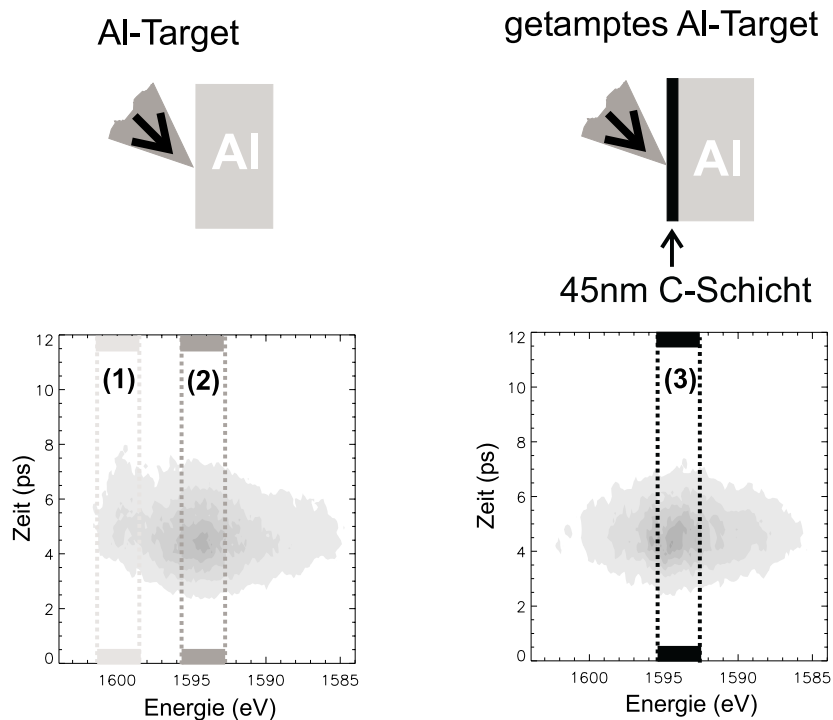 Al-Target
getamptes Al-Target
Al
Al
45nm C-Schicht
12
10
8
6
4
2
0
Zeit (ps)
(1)
(2)
1600
1595
1590
1585
Energie (eV)
12
10
8
6
4
2
0
Zeit (ps)
(3)
1600
1595
1590
1585
Energie (eV)